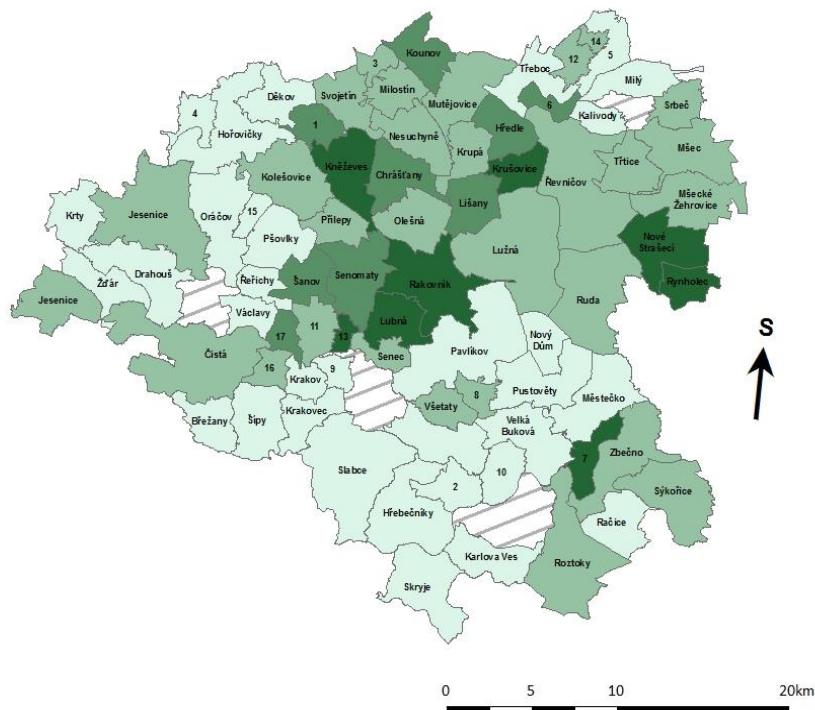 Kounov
14
3
12
5
Třeboc
Milý
Děkov
Svojetín
Milostín
Mutějovice
6
Srbeč
4
Hořovičky
1
Nesuchyně
Hředle
Kalivody
Krupá
Třtice
Mšec
Kněževes
Chrášťany
Krušovice
Řevničov
Kolešovice
Mšecké
Žehrovice
Krty
Jesenice
Oráčov
15
Přílepy
Olešná
Lišany
Pšovlky
Lužná
Nové
Strašecí
Žďár
Drahouš
Řeřichy
Šanov
Senomaty
Rakovník
Rynholec
Jesenice
Václavy
Lubná
Ruda
S
17
11
13
Nový
Dům
Čistá
Senec
Pavlíkov
16
Krakov
9
Pustověty
Městečko
Všetaty
8
Břežany
Šípy
Krakovec
Velká
Buková
Zbečno
7
Slabce
2
10
Sýkořice
Hřebečníky
Račice
Karlova Ves
Roztoky
Skryje
0 5 10 20km